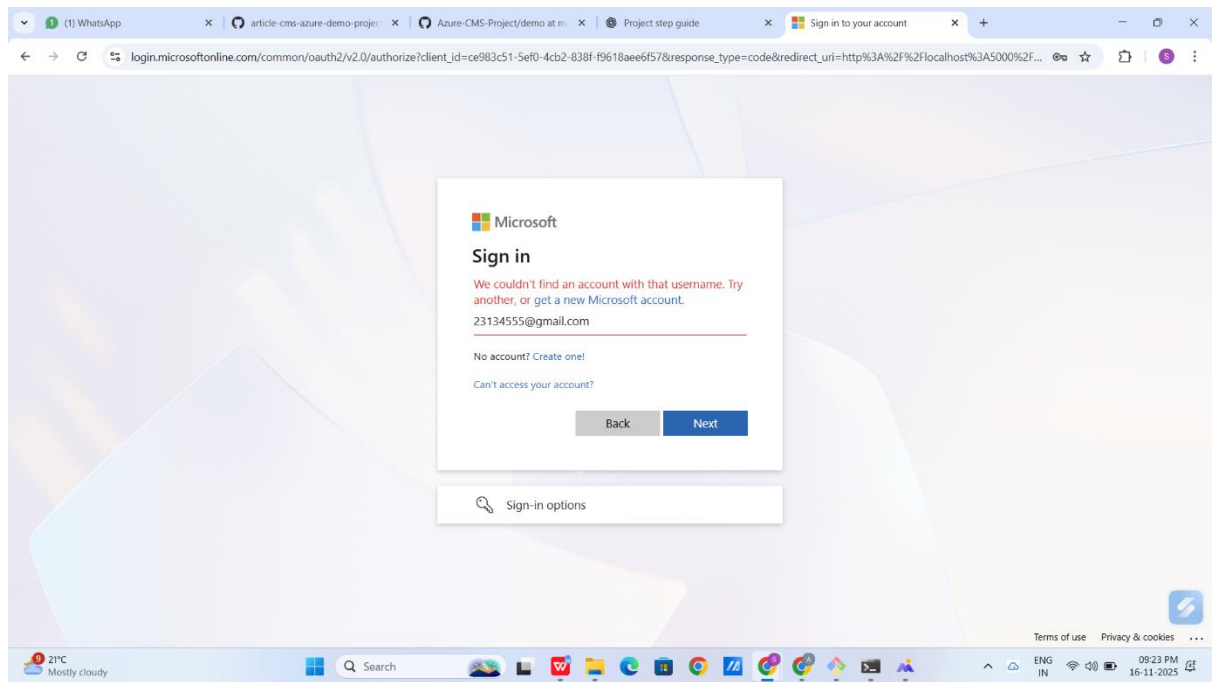 (1) WhatsApp
article-cms-azure-demo-projec
Azure-CMS-Project/demo at m
Project step guide
Sign in to your account
login.microsoftonline.com/common/oauth2/v2.0/authorize?client_id=ce983c51-5ef0-4cb2-838f-f9618aee6f57&response_type=code&redirect_uri=http%3A%2F%2Flocalhost%3A5000%2F...
S
Microsoft
Sign in
We couldn't find an account with that username. Try
another, or get a new Microsoft account.
23134555@gmail.com
No account? Create one!
Can't access your account?
Back Next
Sign-in options
Terms of use Privacy & cookies ...
9
21°C
Mostly cloudy
Search
ENG
IN
09:23 PM
16-11-2025